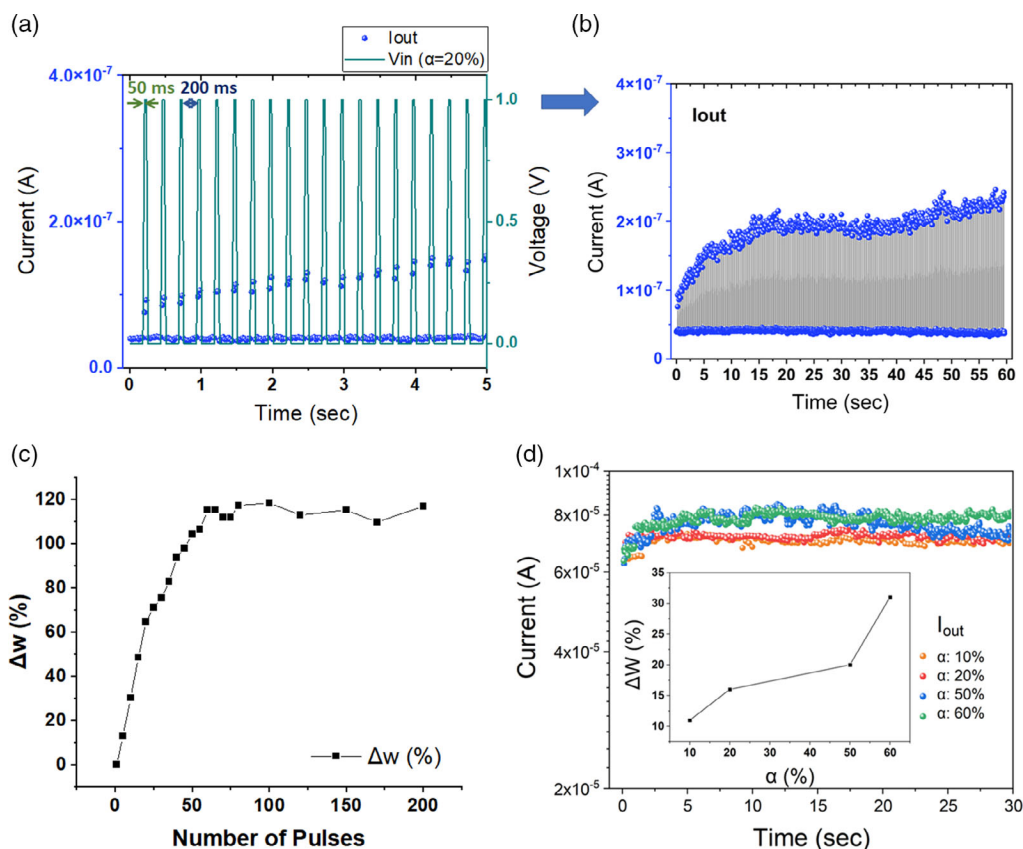 (a)
Iout
Vin (α=20%)
4.0×10⁻⁷
2.0×10⁻⁷
0.0
Current (A)
50 ms
200 ms
1.0
0.5
0.0
Voltage (V)
0 1 2 3 4 5
Time (sec)
(b)
4×10⁻⁷
3×10⁻⁷
2×10⁻⁷
1×10⁻⁷
0
Current (A)
Iout
0 5 10 15 20 25 30 35 40 45 50 55 60
Time (sec)
(c)
120
100
80
60
40
20
0
Δw (%)
Δw (%)
0 50 100 150 200
Number of Pulses
(d)
1x10⁻⁴
8x10⁻⁵
6x10⁻⁵
4x10⁻⁵
2x10⁻⁵
Current (A)
35
30
25
20
15
10
ΔW (%)
10 20 30 40 50 60
α (%)
Iout
α: 10%
α: 20%
α: 50%
α: 60%
0 5 10 15 20 25 30
Time (sec)